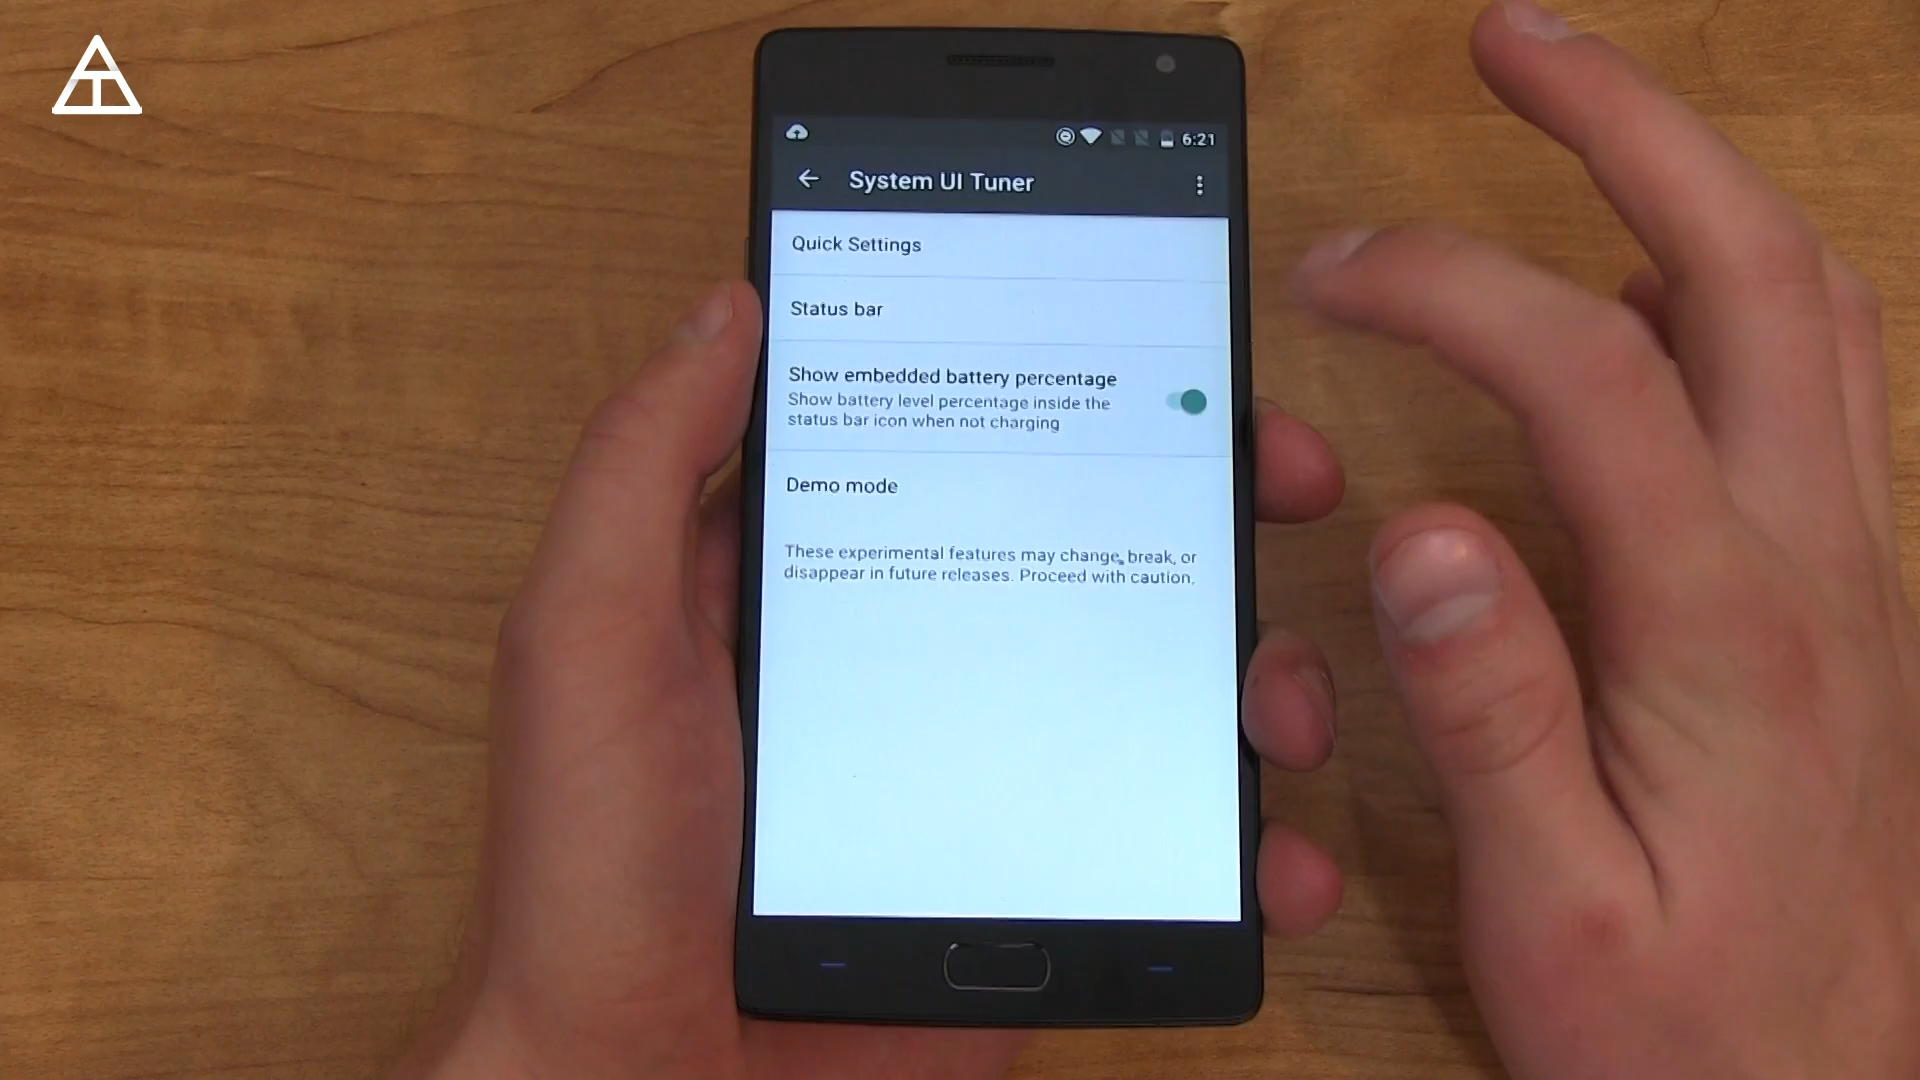 6:21
System UI Tuner
Quick Settings
Status bar
Show embedded battery percentage
Show battery level percentage inside the
status bar icon when not charging
Demo mode
These experimental features may change, break, or
disappear in future releases. Proceed with caution.